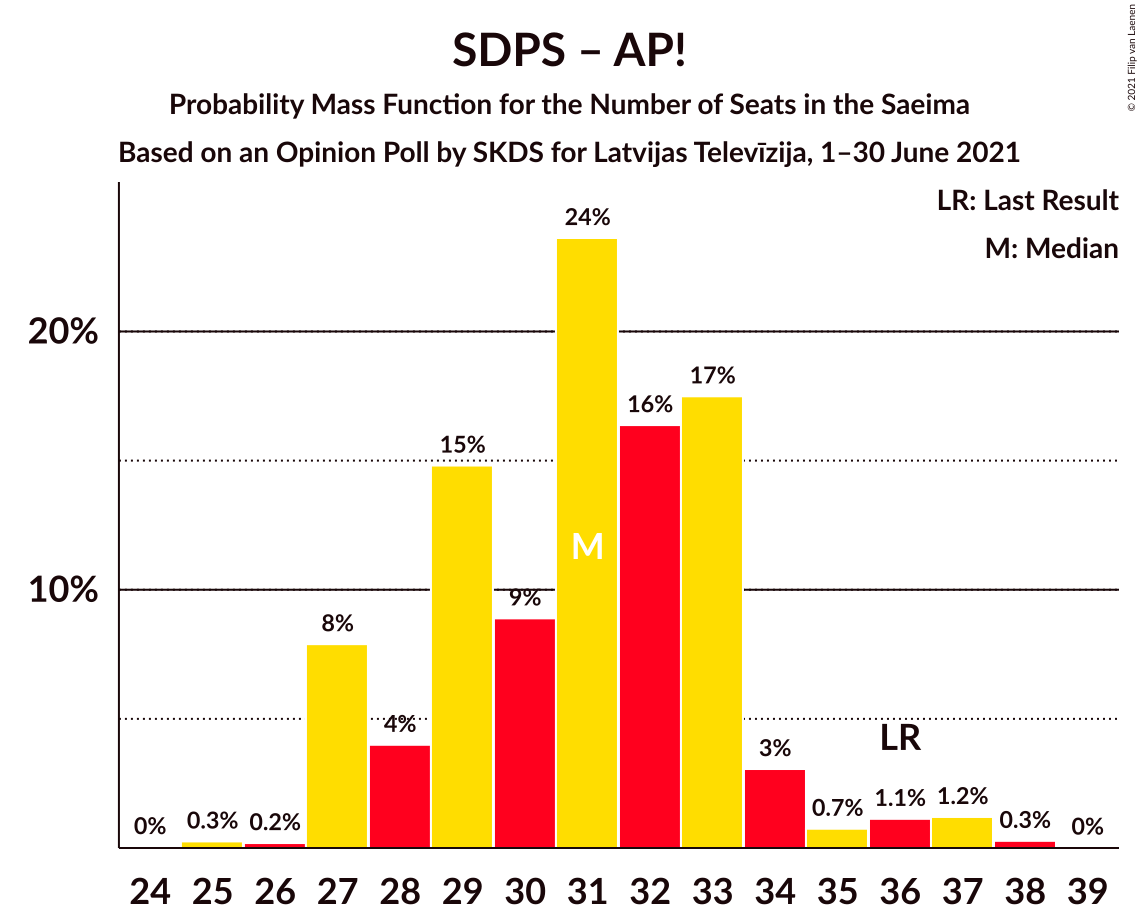 SDPS – AP!
Probability Mass Function for the Number of Seats in the Saeima
Based on an Opinion Poll by SKDS for Latvijas Televīzija, 1–30 June 2021
© 2021 Filip van Laenen
LR: Last Result
M: Median
20%
10%
0%
0.3%
0.2%
8%
4%
15%
9%
24%
16%
17%
3%
0.7%
1.1%
1.2%
0.3%
0%
M
LR
24 25 26 27 28 29 30 31 32 33 34 35 36 37 38 39